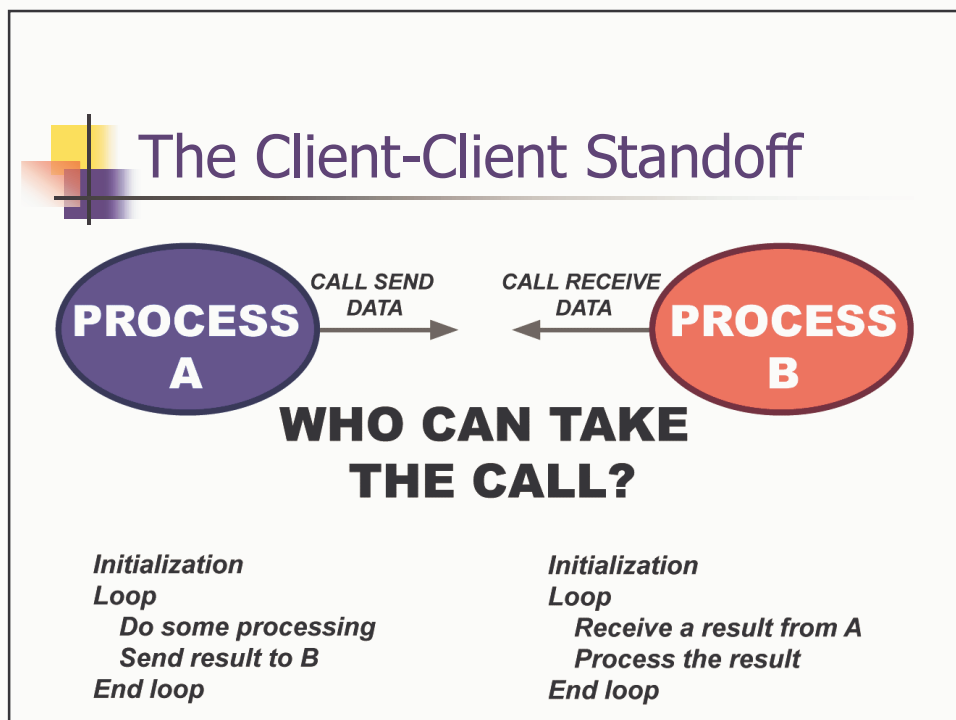 The Client-Client Standoff
CALL SEND
DATA
CALL RECEIVE
DATA
PROCESS
A
PROCESS
B
WHO CAN TAKE
THE CALL?
Initialization
Loop
Do some processing
Send result to B
End loop
Initialization
Loop
Receive a result from A
Process the result
End loop